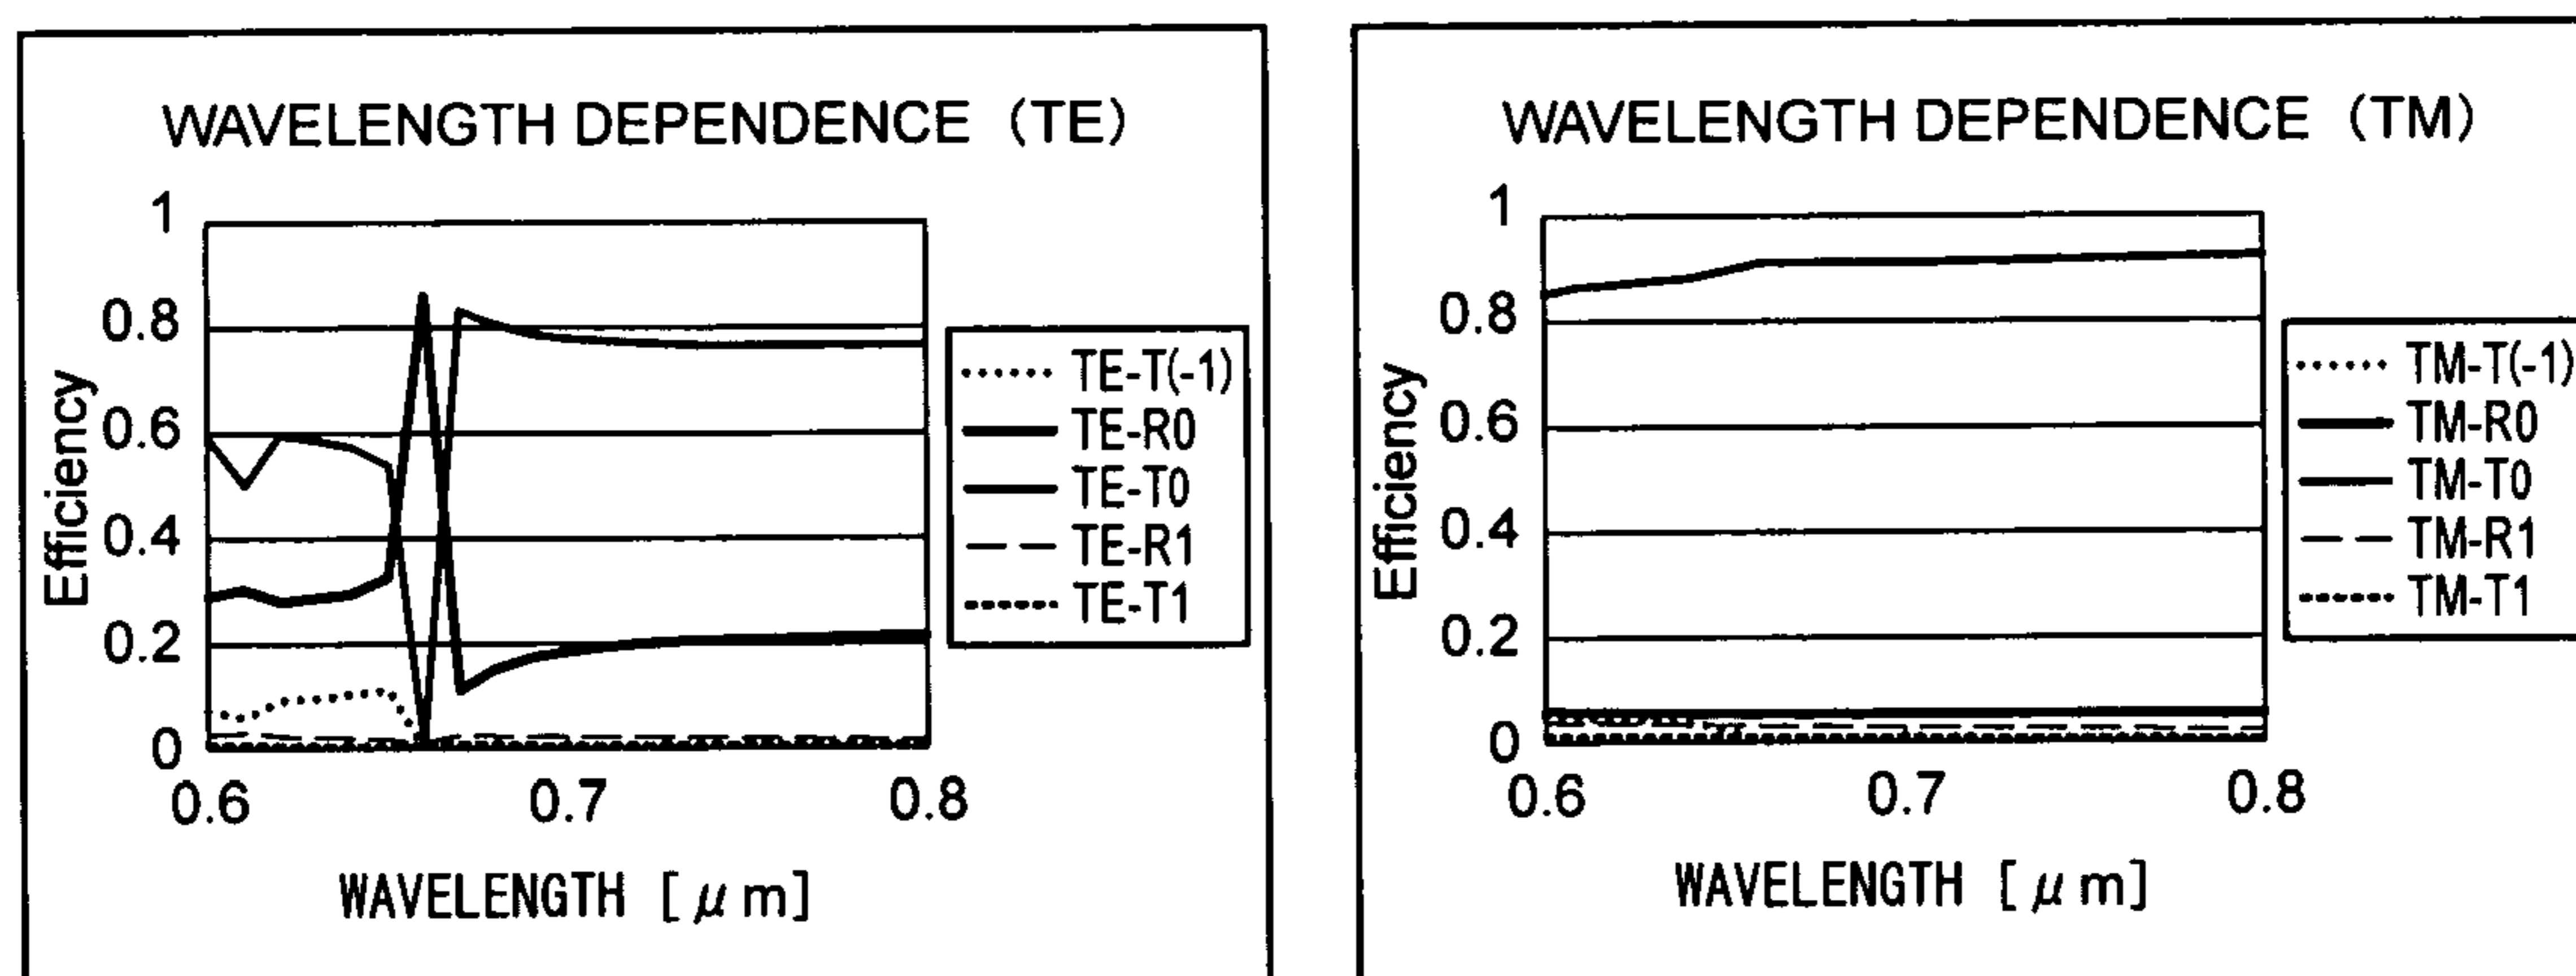 WAVELENGTH DEPENDENCE (TE)
1
0.8
0.6
0.4
0.2
0
Efficiency
0.6 0.7 0.8
WAVELENGTH [μm]
TE-T(-1)
TE-R0
TE-T0
TE-R1
TE-T1
WAVELENGTH DEPENDENCE (TM)
1
0.8
0.6
0.4
0.2
0
Efficiency
0.6 0.7 0.8
WAVELENGTH [μm]
TM-T(-1)
TM-R0
TM-T0
TM-R1
TM-T1